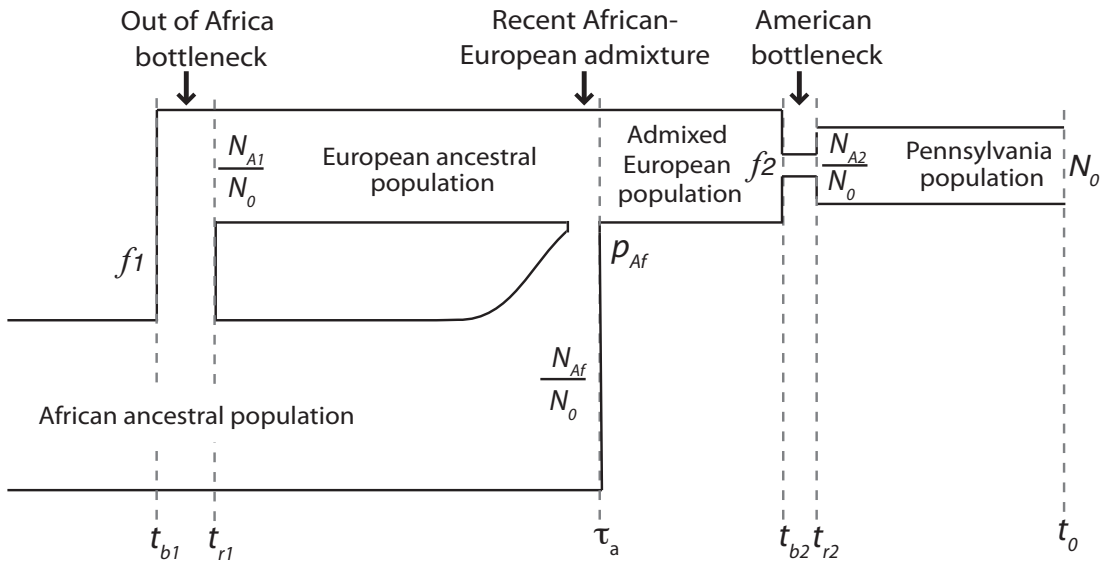 Out of Africa
bottleneck
Recent African-
European admixture
American
bottleneck
N_A1
N_0
European ancestral
population
Admixed
European
population
f2
N_A2
N_0
Pennsylvania
population
N_0
f1
p_Af
N_Af
N_0
African ancestral population
t_b1
t_r1
τ_a
t_b2
t_r2
t_0